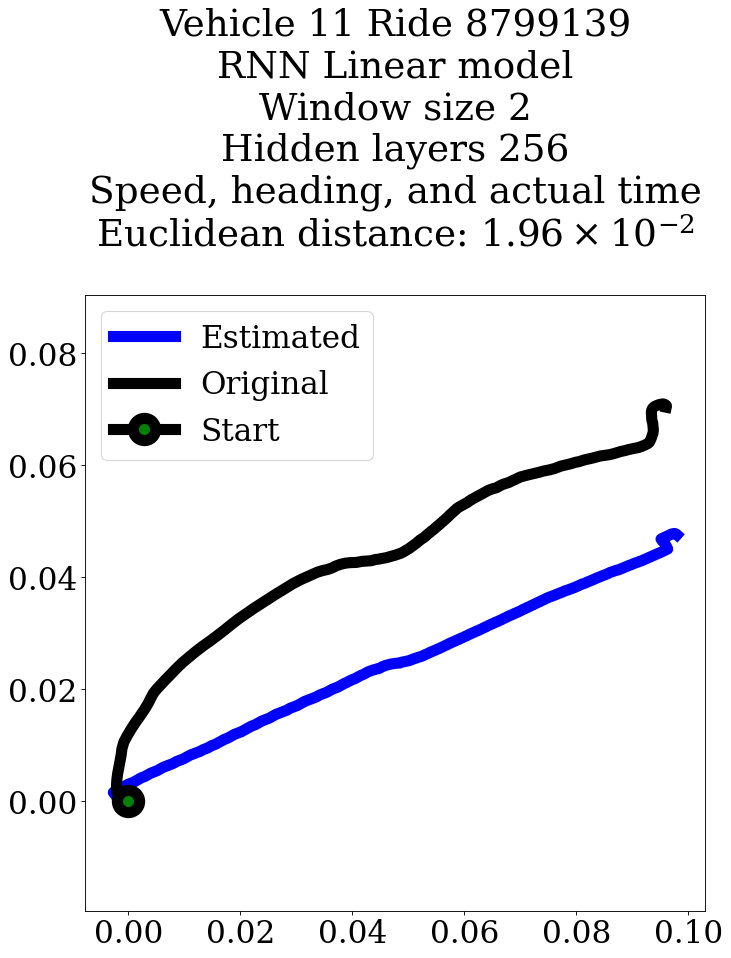 Vehicle 11 Ride 8799139
RNN Linear model
Window size 2
Hidden layers 256
Speed, heading, and actual time
Euclidean distance: 1.96 × 10⁻²
Estimated
Original
Start
0.08
0.06
0.04
0.02
0.00
0.00 0.02 0.04 0.06 0.08 0.10